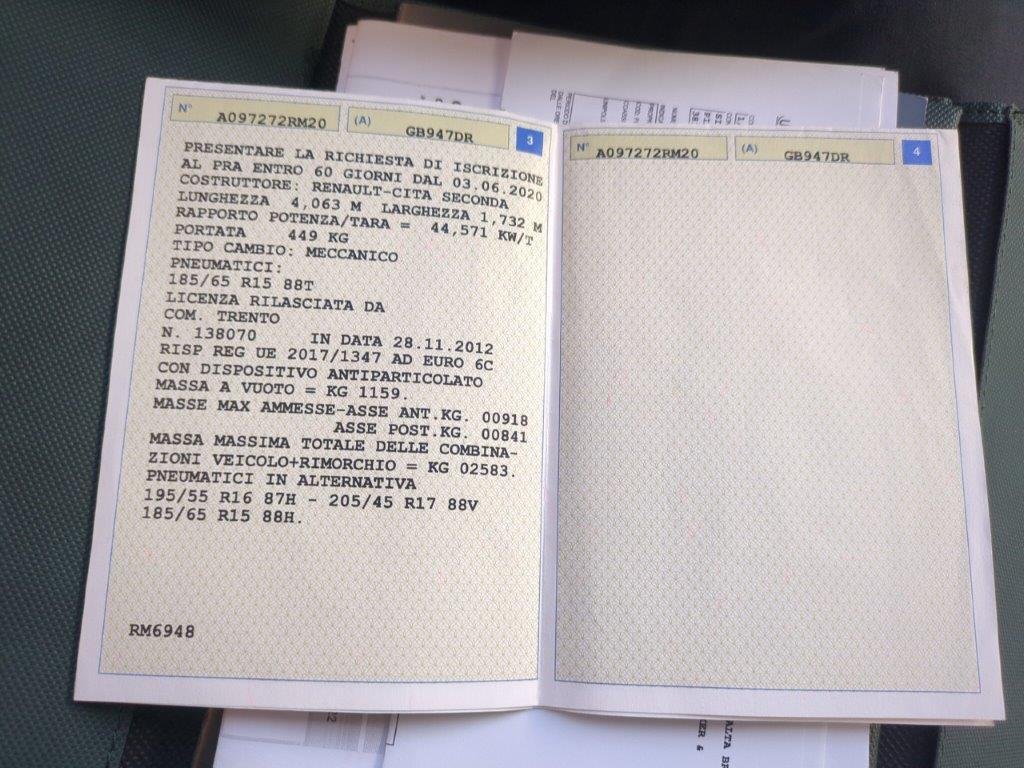 N° A097272RM20 (A) GB947DR 3
PRESENTARE LA RICHIESTA DI ISCRIZIONE
AL PRA ENTRO 60 GIORNI DAL 03.06.2020
COSTRUTTORE: RENAULT-CITA SECONDA
LUNGHEZZA 4,063 M LARGHEZZA 1,732 M
RAPPORTO POTENZA/TARA = 44,571 KW/T
PORTATA 449 KG
TIPO CAMBIO: MECCANICO
PNEUMATICI:
185/65 R15 88T
LICENZA RILASCIATA DA
COM. TRENTO
N. 138070 IN DATA 28.11.2012
RISP REG UE 2017/1347 AD EURO 6C
CON DISPOSITIVO ANTIPARTICOLATO
MASSA A VUOTO = KG 1159.
MASSE MAX AMMESSE-ASSE ANT.KG. 00918
ASSE POST.KG. 00841
MASSA MASSIMA TOTALE DELLE COMBINA-
ZIONI VEICOLO+RIMORCHIO = KG 02583.
PNEUMATICI IN ALTERNATIVA
195/55 R16 87H - 205/45 R17 88V
185/65 R15 88H.
RM6948
N° A097272RM20 (A) GB947DR 4